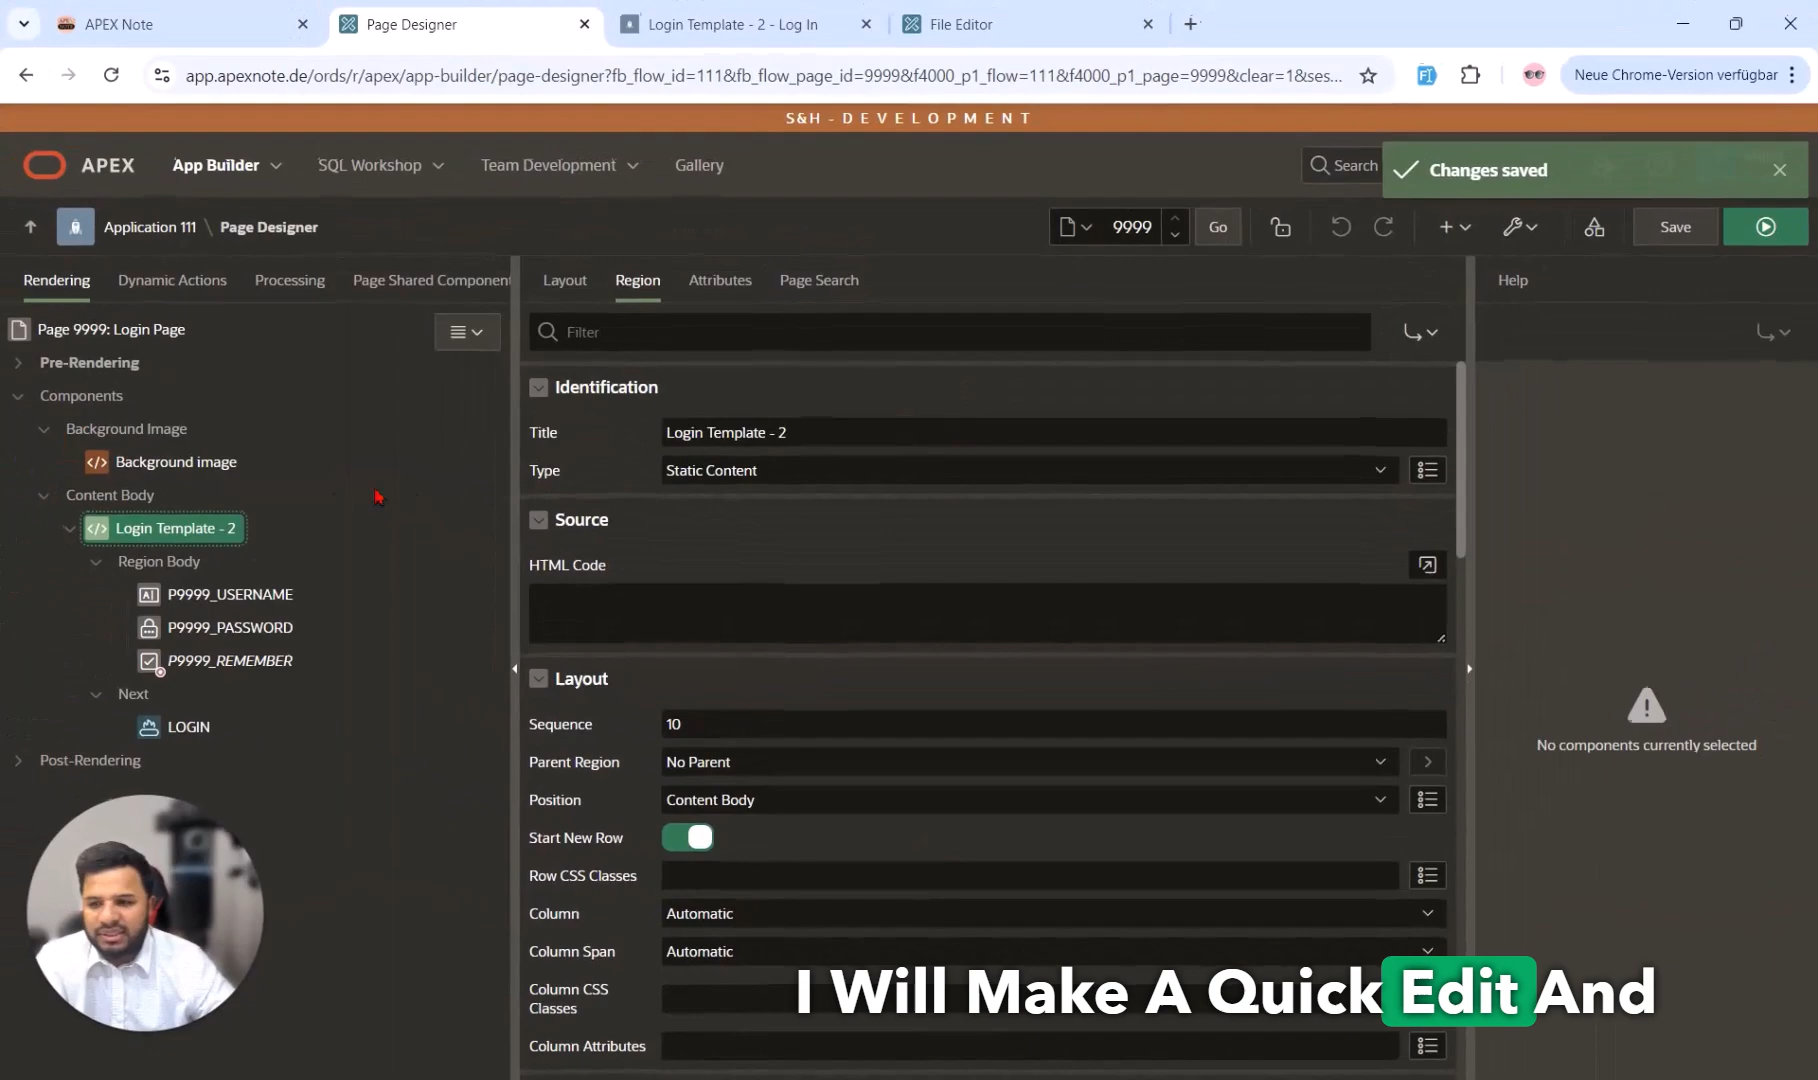 APEX Note
Page Designer
Login Template - 2 - Log In
File Editor
app.apexnote.de/ords/r/apex/app-builder/page-designer?fb_flow_id=111&fb_flow_page_id=9999&f4000_p1_flow=111&f4000_p1_page=9999&clear=1&ses...
Neue Chrome-Version verfügbar
S&H - DEVELOPMENT
APEX
App Builder
SQL Workshop
Team Development
Gallery
Search
Changes saved
Application 111 \ Page Designer
9999
Go
Save
Rendering
Dynamic Actions
Processing
Page Shared Component
Layout
Region
Attributes
Page Search
Help
Page 9999: Login Page
Pre-Rendering
Components
Background Image
Background image
Content Body
Login Template - 2
Region Body
P9999_USERNAME
P9999_PASSWORD
P9999_REMEMBER
Next
LOGIN
Post-Rendering
Filter
Identification
Title Login Template - 2
Type Static Content
Source
HTML Code
Layout
Sequence 10
Parent Region No Parent
Position Content Body
Start New Row
Row CSS Classes
Column Automatic
Column Span Automatic
Column CSS
Classes
Column Attributes
No components currently selected
I Will Make A Quick Edit And